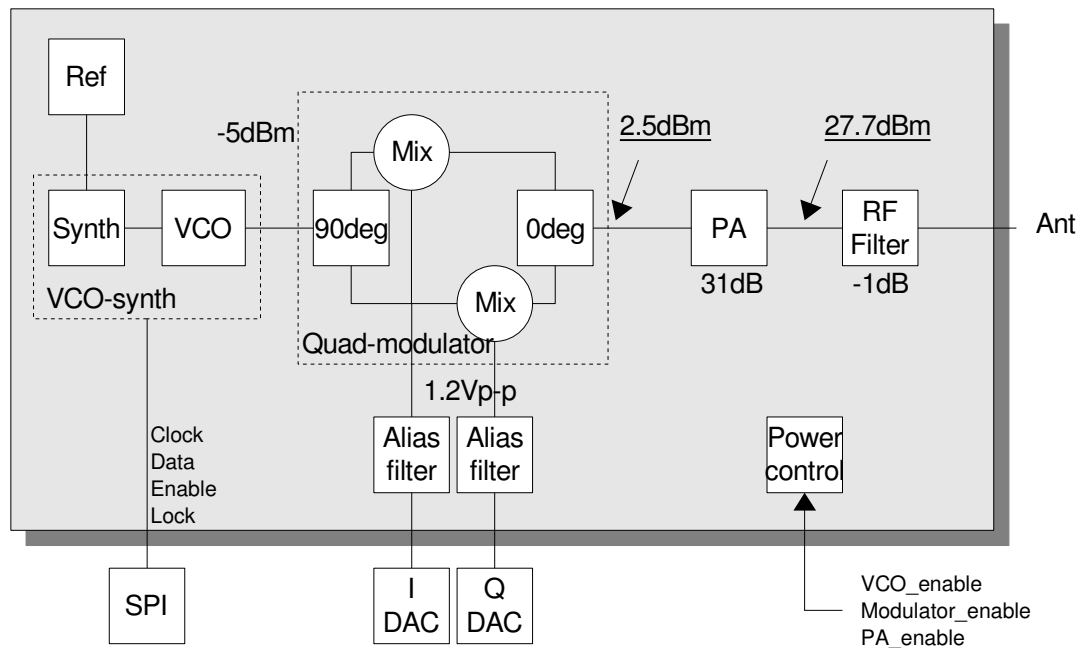 Ref
-5dBm
Mix
2.5dBm
27.7dBm
Synth
VCO
90deg
0deg
PA
RF
Filter
Ant
31dB
-1dB
VCO-synth
Mix
Quad-modulator
1.2Vp-p
Clock
Data
Enable
Lock
Alias
filter
Alias
filter
Power
control
SPI
I
DAC
Q
DAC
VCO_enable
Modulator_enable
PA_enable